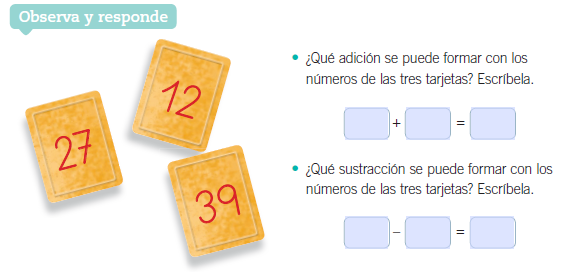 Observa y responde
12
27
39
• ¿Qué adición se puede formar con los
números de las tres tarjetas? Escríbela.
+ =
• ¿Qué sustracción se puede formar con los
números de las tres tarjetas? Escríbela.
– =